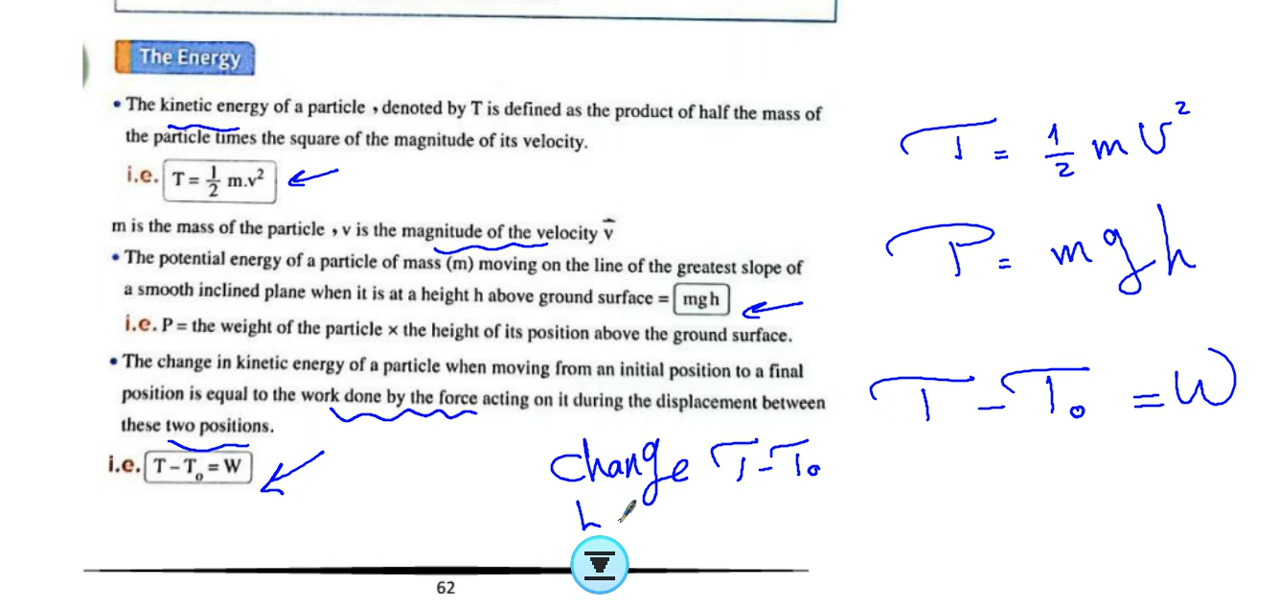 The Energy
• The kinetic energy of a particle , denoted by T is defined as the product of half the mass of
the particle times the square of the magnitude of its velocity.
i.e. T = 1/2 m.v²
m is the mass of the particle , v is the magnitude of the velocity v⃗
• The potential energy of a particle of mass (m) moving on the line of the greatest slope of
a smooth inclined plane when it is at a height h above ground surface = mgh
i.e. P = the weight of the particle × the height of its position above the ground surface.
• The change in kinetic energy of a particle when moving from an initial position to a final
position is equal to the work done by the force acting on it during the displacement between
these two positions.
i.e. T – T₀ = W
change T - T₀
62
T = 1/2 m v²
P = mgh
T - T₀ = W